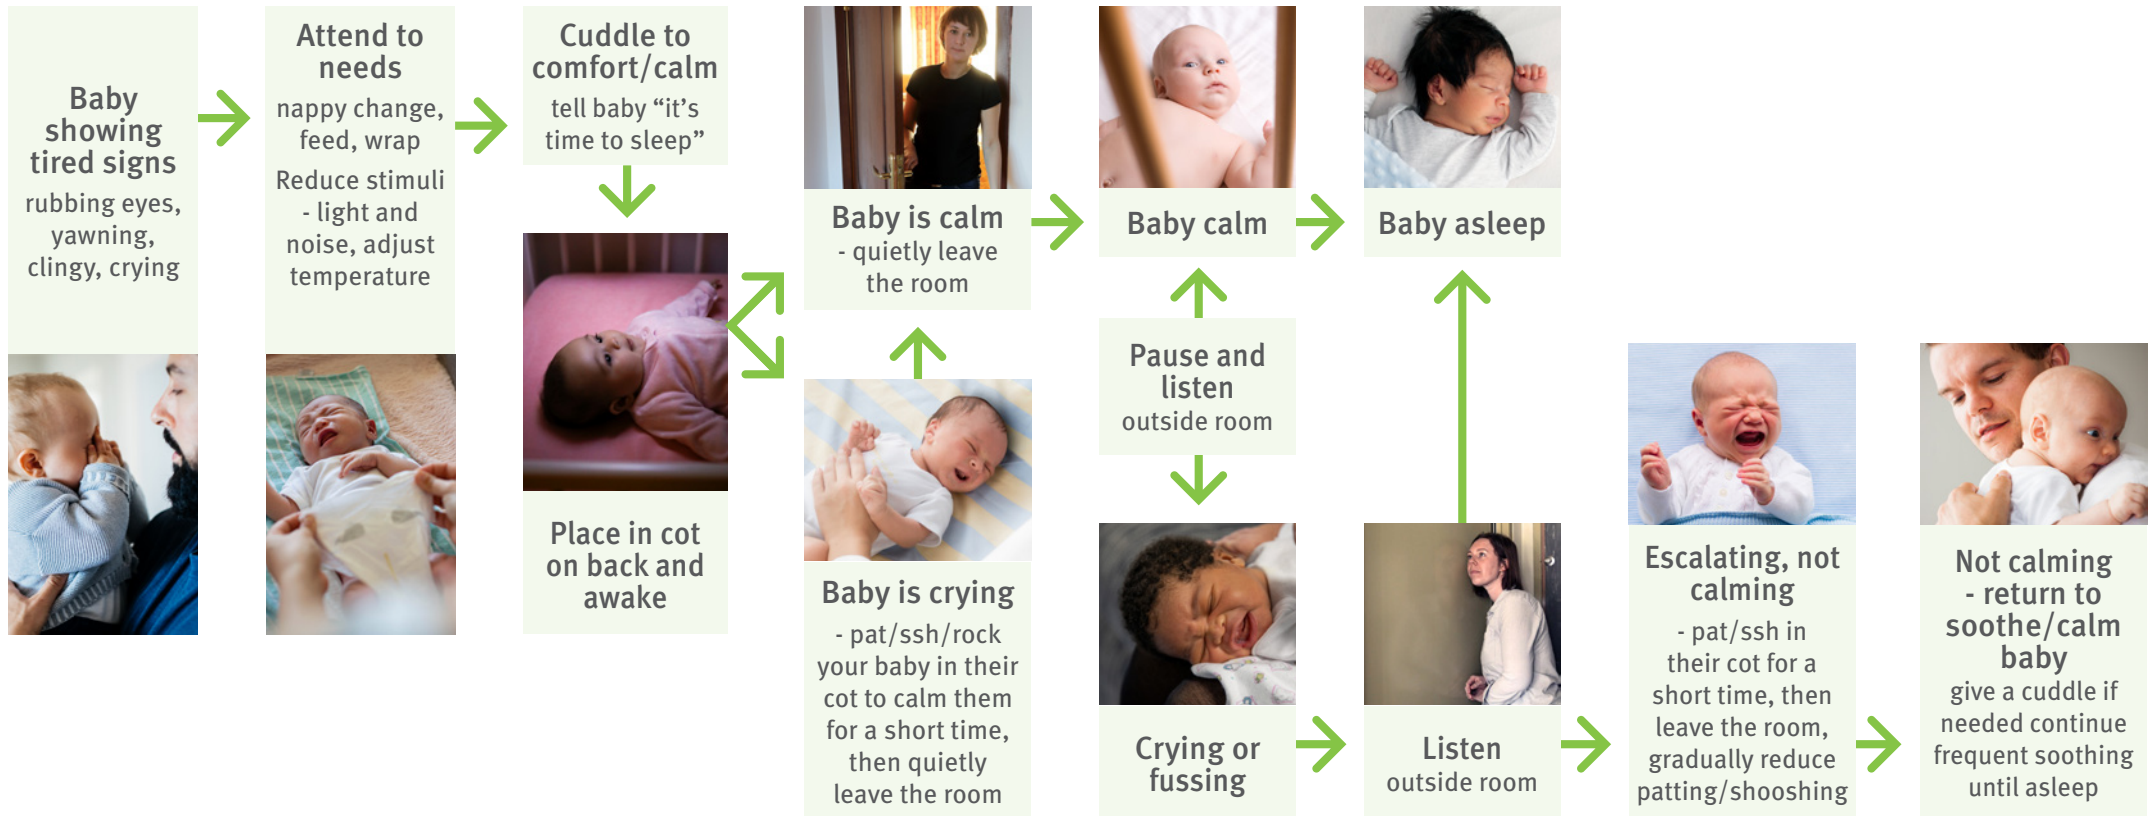 Baby
showing
tired signs
rubbing eyes,
yawning,
clingy, crying
Attend to
needs
nappy change,
feed, wrap
Reduce stimuli
- light and
noise, adjust
temperature
Cuddle to
comfort/calm
tell baby “it’s
time to sleep”
Place in cot
on back and
awake
Baby is calm
- quietly leave
the room
Baby is crying
- pat/ssh/rock
your baby in their
cot to calm them
for a short time,
then quietly
leave the room
Baby calm
Pause and
listen
outside room
Crying or
fussing
Baby asleep
Listen
outside room
Escalating, not
calming
- pat/ssh in
their cot for a
short time, then
leave the room,
gradually reduce
patting/shooshing
Not calming
- return to
soothe/calm
baby
give a cuddle if
needed continue
frequent soothing
until asleep